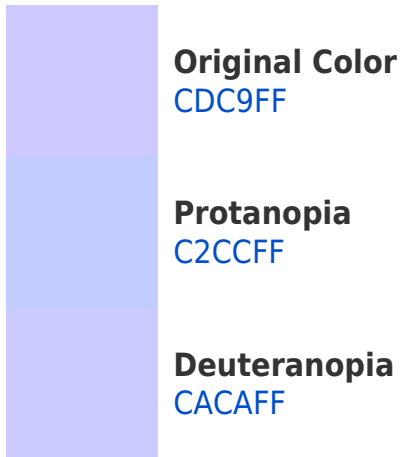 Original Color
CDC9FF
Protanopia
C2CCFF
Deuteranopia
CACAFF